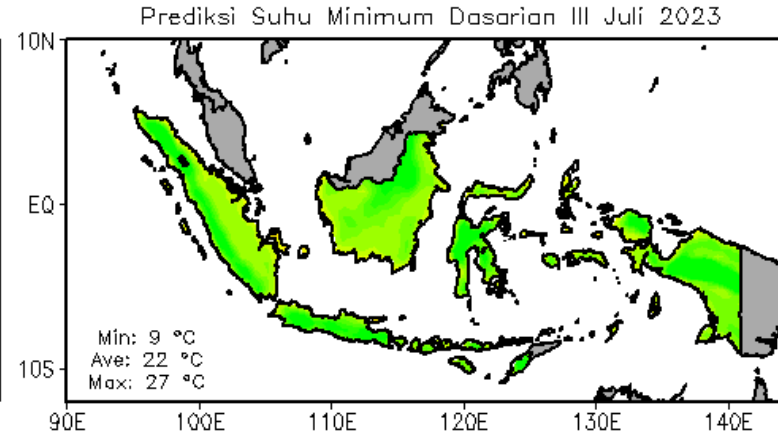 Prediksi Suhu Minimum Dasarian III Juli 2023
10N
EQ
10S
Min: 9 °C
Ave: 22 °C
Max: 27 °C
90E 100E 110E 120E 130E 140E